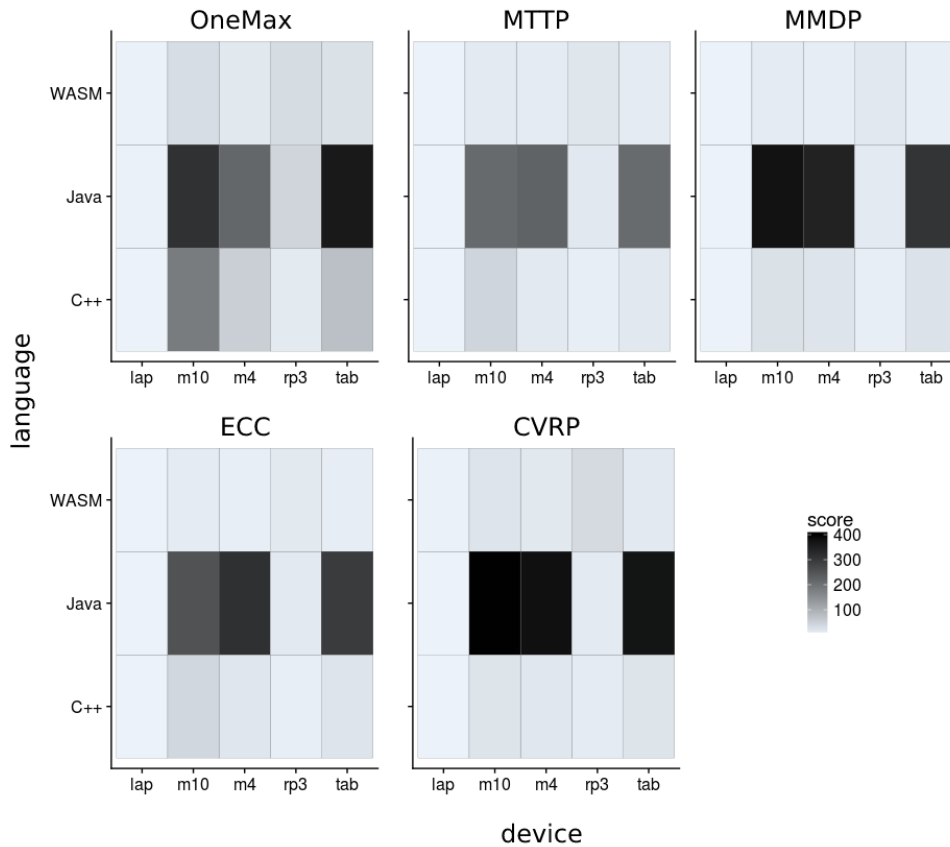 OneMax MTTP MMDP
WASM
Java
C++
lap m10 m4 rp3 tab lap m10 m4 rp3 tab lap m10 m4 rp3 tab
language
ECC CVRP
WASM
Java
C++
lap m10 m4 rp3 tab lap m10 m4 rp3 tab
score
400
300
200
100
device